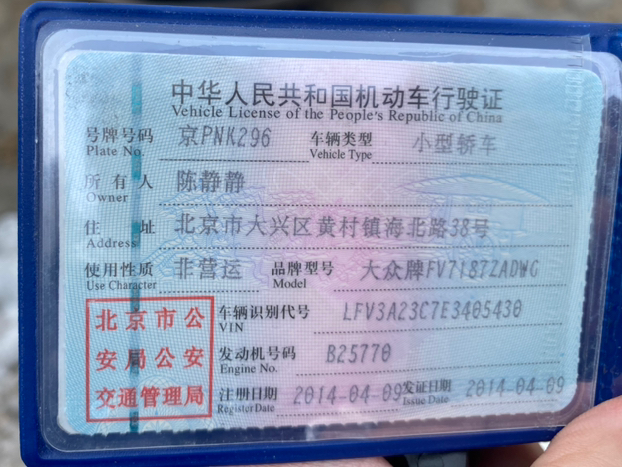 中华人民共和国机动车行驶证
Vehicle License of the People's Republic of China
号牌号码 京PNK296 车辆类型 小型轿车
Plate No. Vehicle Type
所有人 陈静静
Owner
住址 北京市大兴区黄村镇海北路38号
Address
使用性质 非营运 品牌型号 大众牌FV7187ZADWG
Use Character Model
北京市公 车辆识别代号 LFV3A23C7E3405430
VIN
安局公安 发动机号码 B25770
Engine No.
交通管理局 注册日期 2014-04-09 发证日期 2014-04-09
Register Date Issue Date